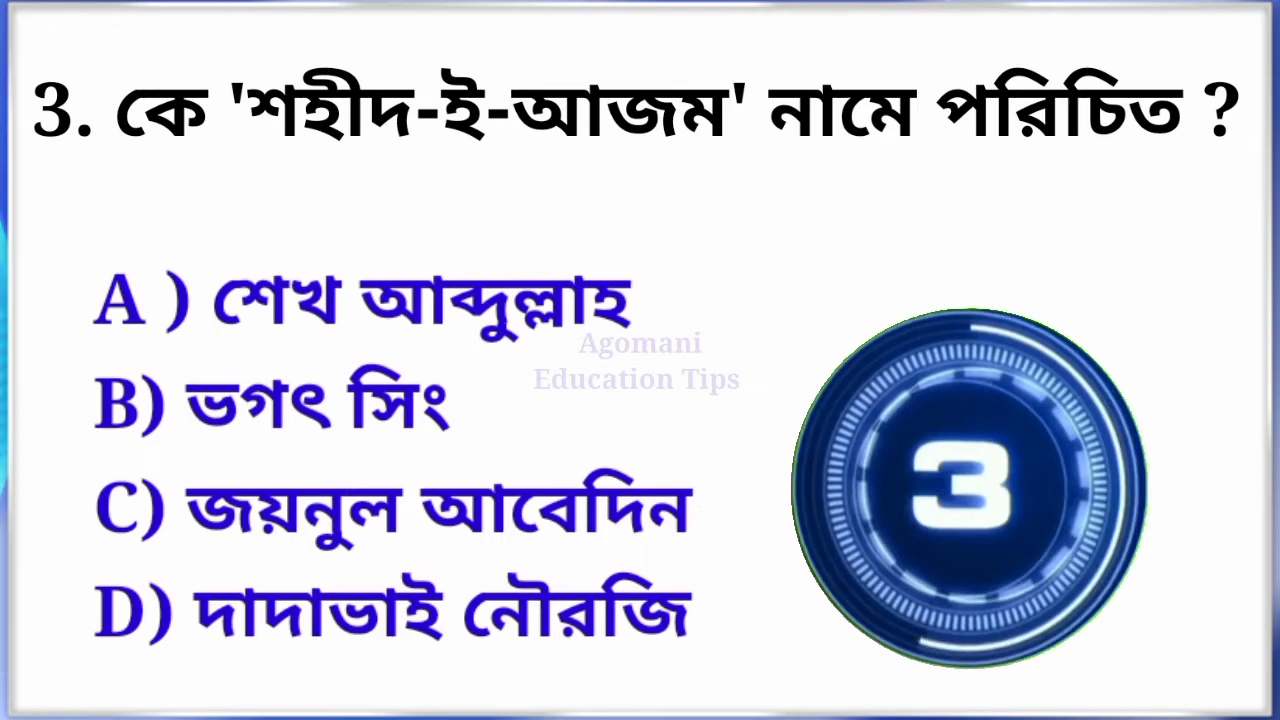 3. কে 'শহীদ-ই-আজম' নামে পরিচিত ?
A ) শেখ আব্দুল্লাহ
Agomani
Education Tips
B) ভগৎ সিং
C) জয়নুল আবেদিন
D) দাদাভাই নৌরজি
3